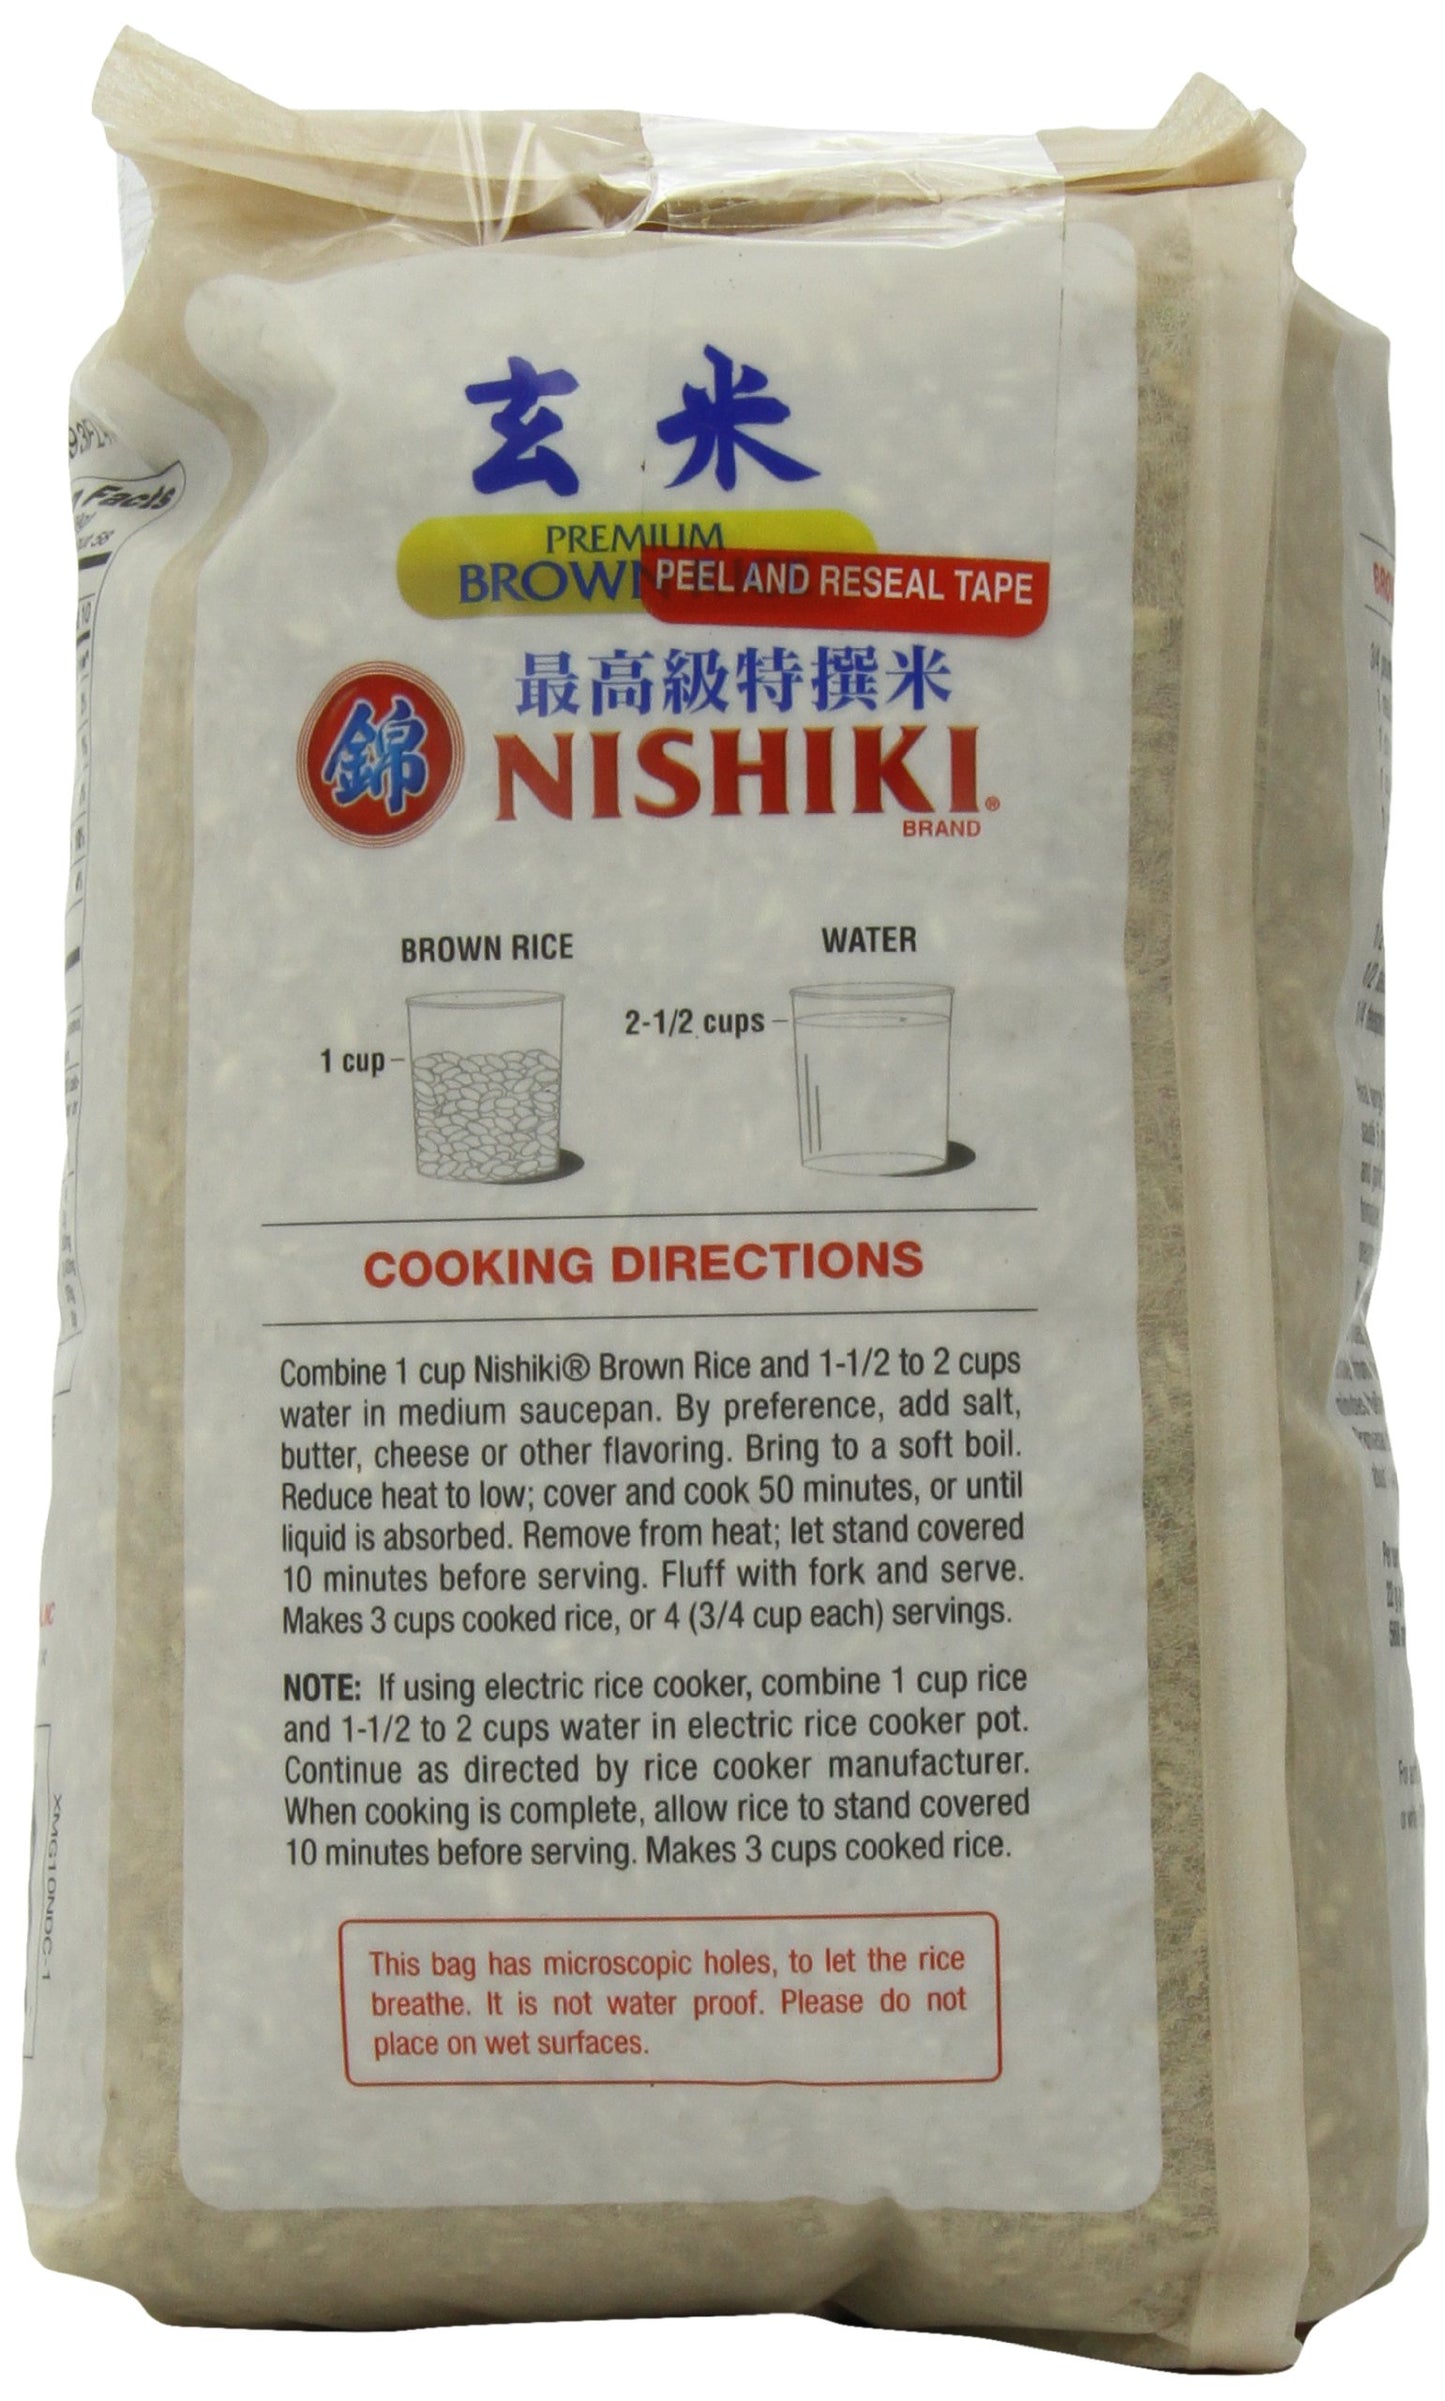 玄米
PREMIUM
BROWN
PEEL AND RESEAL TAPE
最高級特撰米
錦
NISHIKI®
BRAND
BROWN RICE
WATER
2-1/2 cups
1 cup
COOKING DIRECTIONS
Combine 1 cup Nishiki® Brown Rice and 1-1/2 to 2 cups
water in medium saucepan. By preference, add salt,
butter, cheese or other flavoring. Bring to a soft boil.
Reduce heat to low; cover and cook 50 minutes, or until
liquid is absorbed. Remove from heat; let stand covered
10 minutes before serving. Fluff with fork and serve.
Makes 3 cups cooked rice, or 4 (3/4 cup each) servings.
NOTE: If using electric rice cooker, combine 1 cup rice
and 1-1/2 to 2 cups water in electric rice cooker pot.
Continue as directed by rice cooker manufacturer.
When cooking is complete, allow rice to stand covered
10 minutes before serving. Makes 3 cups cooked rice.
This bag has microscopic holes, to let the rice
breathe. It is not water proof. Please do not
place on wet surfaces.
Facts
XMG10NDC-1